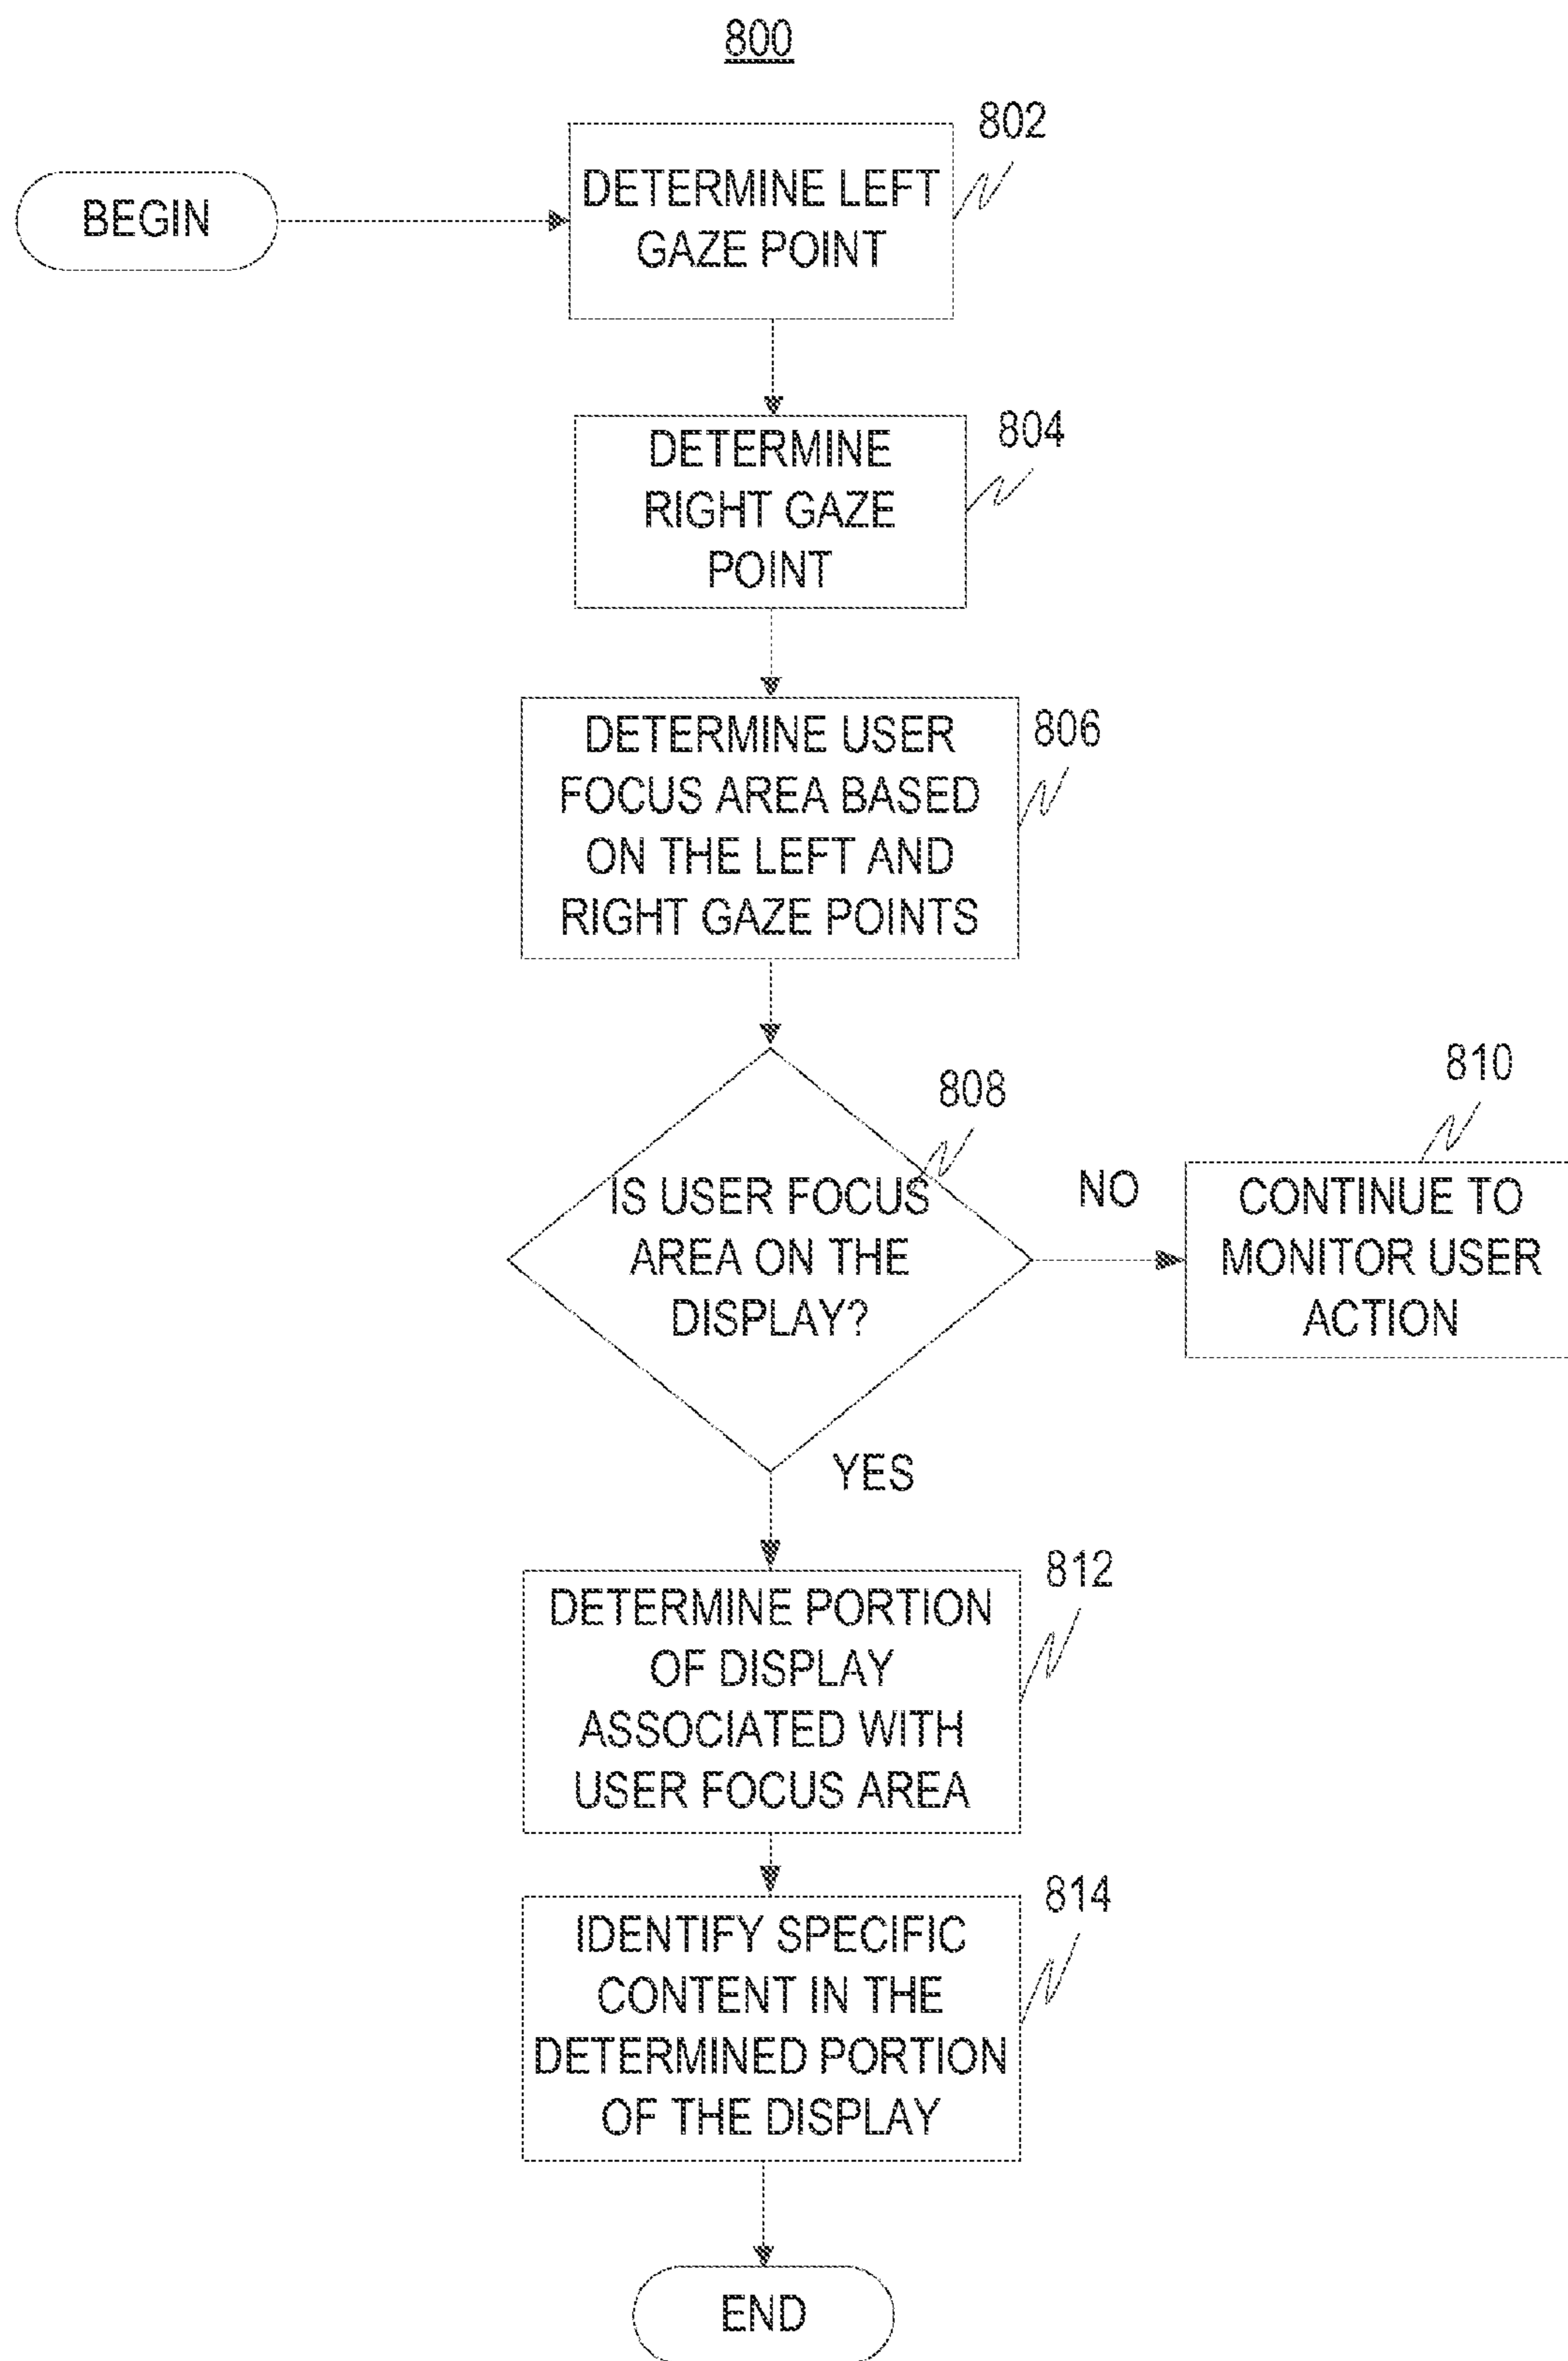 800
BEGIN
802
DETERMINE LEFT
GAZE POINT
804
DETERMINE
RIGHT GAZE
POINT
806
DETERMINE USER
FOCUS AREA BASED
ON THE LEFT AND
RIGHT GAZE POINTS
808
IS USER FOCUS
AREA ON THE
DISPLAY?
NO
810
CONTINUE TO
MONITOR USER
ACTION
YES
812
DETERMINE PORTION
OF DISPLAY
ASSOCIATED WITH
USER FOCUS AREA
814
IDENTIFY SPECIFIC
CONTENT IN THE
DETERMINED PORTION
OF THE DISPLAY
END